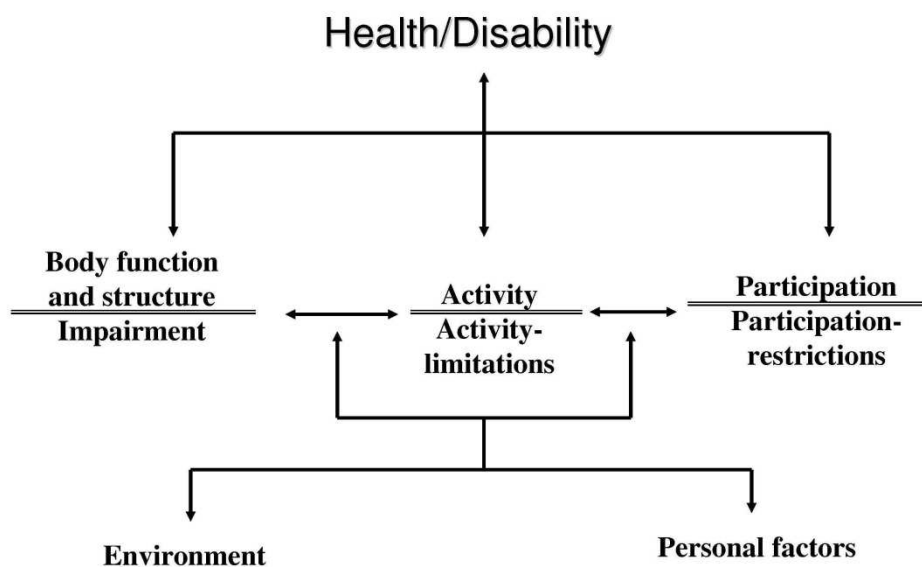 Health/Disability
Body function
and structure
Impairment
Activity
Activity-
limitations
Participation
Participation-
restrictions
Environment
Personal factors